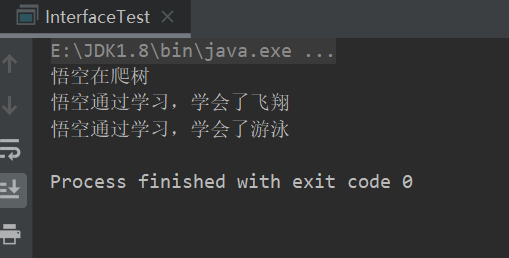 InterfaceTest
E:\JDK1.8\bin\java.exe ...
悟空在爬树
悟空通过学习，学会了飞翔
悟空通过学习，学会了游泳
Process finished with exit code 0